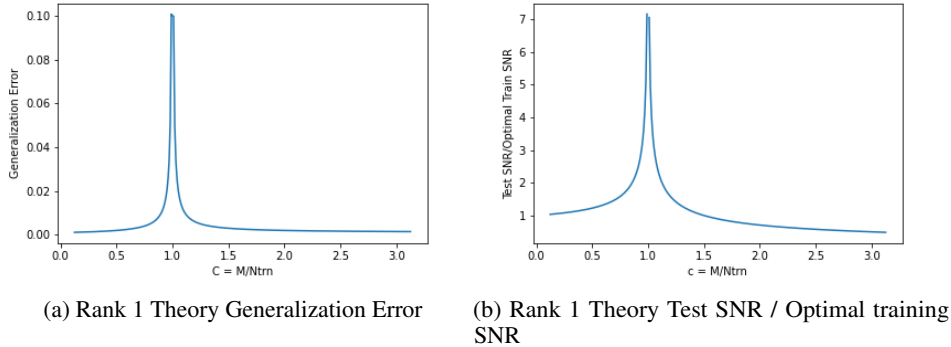 0.10
0.08
0.06
0.04
0.02
0.00
Generalization Error
0.0 0.5 1.0 1.5 2.0 2.5 3.0
C = M/Ntrn
7
6
5
4
3
2
1
Test SNR/Optimal Train SNR
0.0 0.5 1.0 1.5 2.0 2.5 3.0
c = M/Ntrn
(a) Rank 1 Theory Generalization Error
(b) Rank 1 Theory Test SNR / Optimal training
SNR